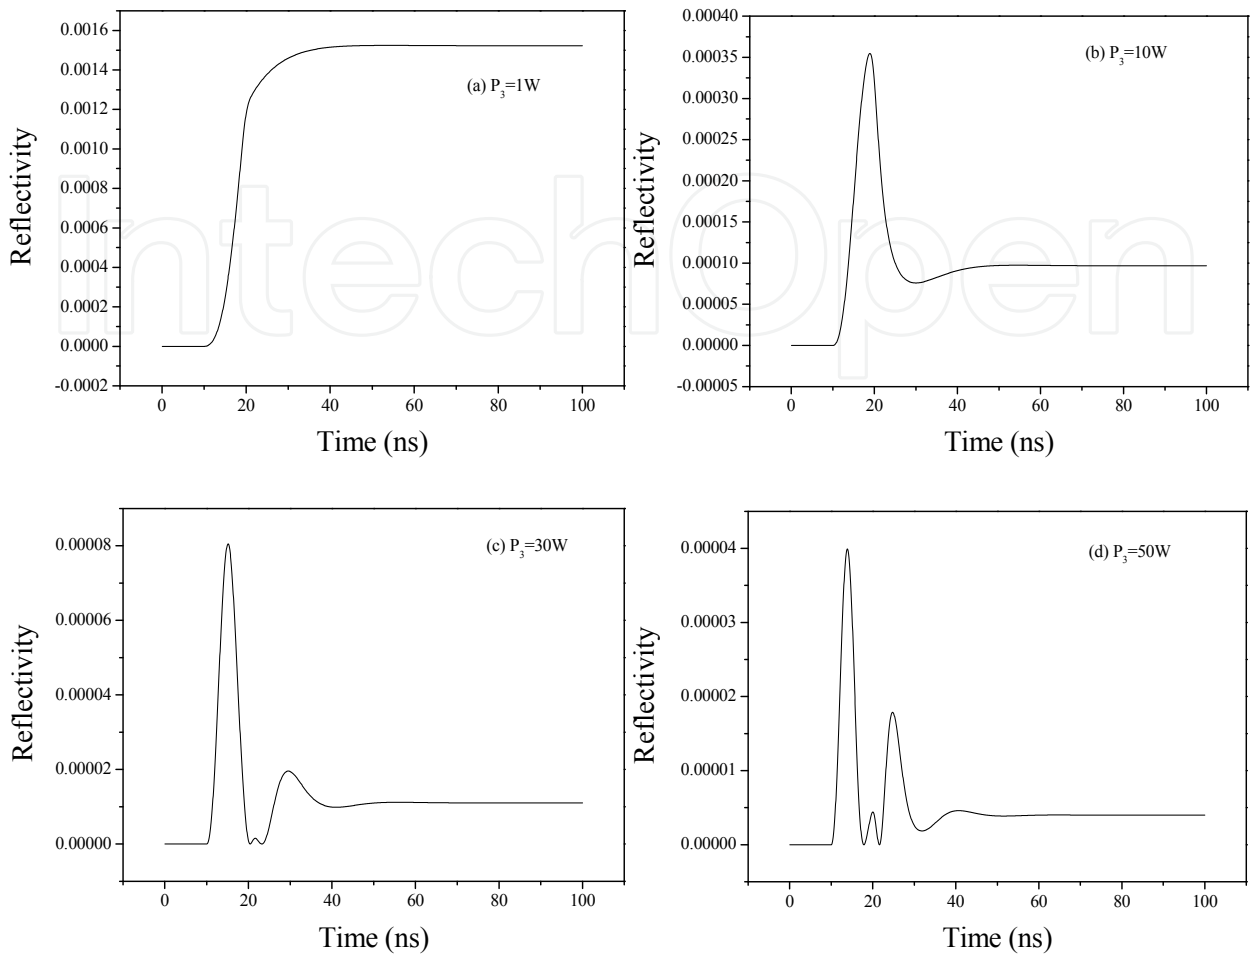 0.0016
0.0014
0.0012
0.0010
0.0008
0.0006
0.0004
0.0002
0.0000
-0.0002
Reflectivity
(a) P₃=1W
0 20 40 60 80 100
Time (ns)
0.00040
0.00035
0.00030
0.00025
0.00020
0.00015
0.00010
0.00005
0.00000
-0.00005
Reflectivity
(b) P₃=10W
0 20 40 60 80 100
Time (ns)
IntechOpen
0.00008
0.00006
0.00004
0.00002
0.00000
Reflectivity
(c) P₃=30W
0 20 40 60 80 100
Time (ns)
0.00004
0.00003
0.00002
0.00001
0.00000
Reflectivity
(d) P₃=50W
0 20 40 60 80 100
Time (ns)